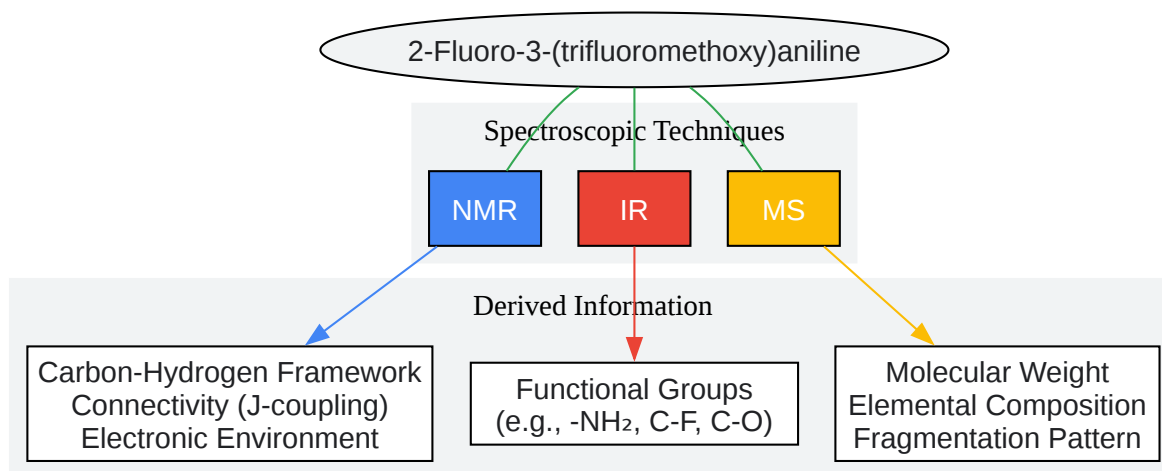 2-Fluoro-3-(trifluoromethoxy)aniline
Spectroscopic Techniques
NMR
IR
MS
Derived Information
Carbon-Hydrogen Framework
Connectivity (J-coupling)
Electronic Environment
Functional Groups
(e.g., -NH₂, C-F, C-O)
Molecular Weight
Elemental Composition
Fragmentation Pattern